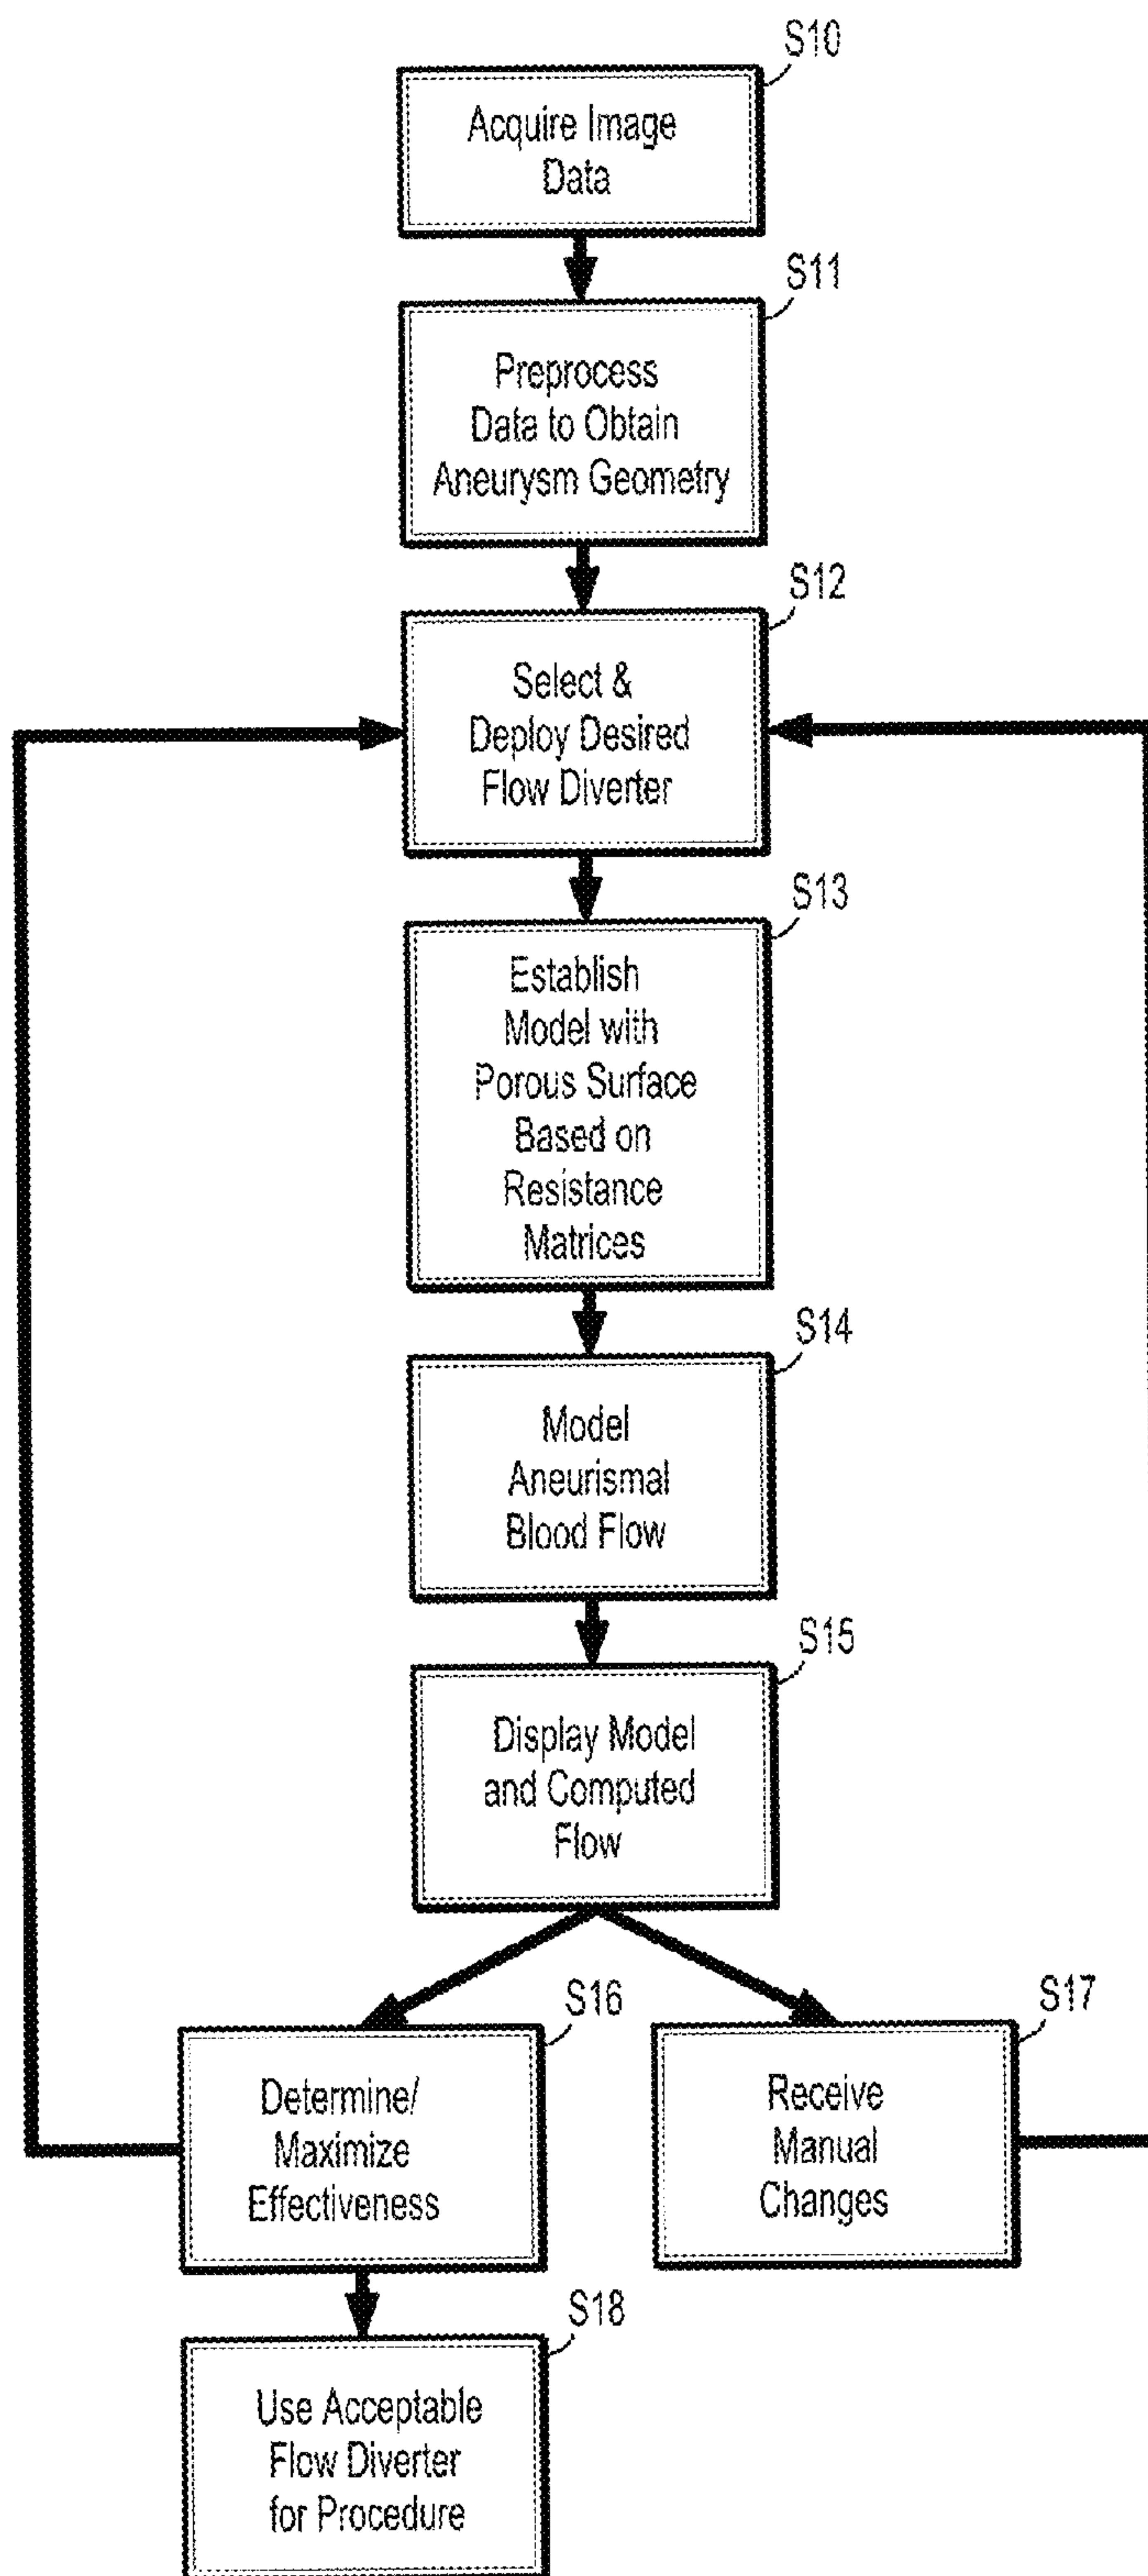 S10
Acquire Image
Data
S11
Preprocess
Data to Obtain
Aneurysm Geometry
S12
Select &
Deploy Desired
Flow Diverter
S13
Establish
Model with
Porous Surface
Based on
Resistance
Matrices
S14
Model
Aneurismal
Blood Flow
S15
Display Model
and Computed
Flow
S16
Determine/
Maximize
Effectiveness
S17
Receive
Manual
Changes
S18
Use Acceptable
Flow Diverter
for Procedure